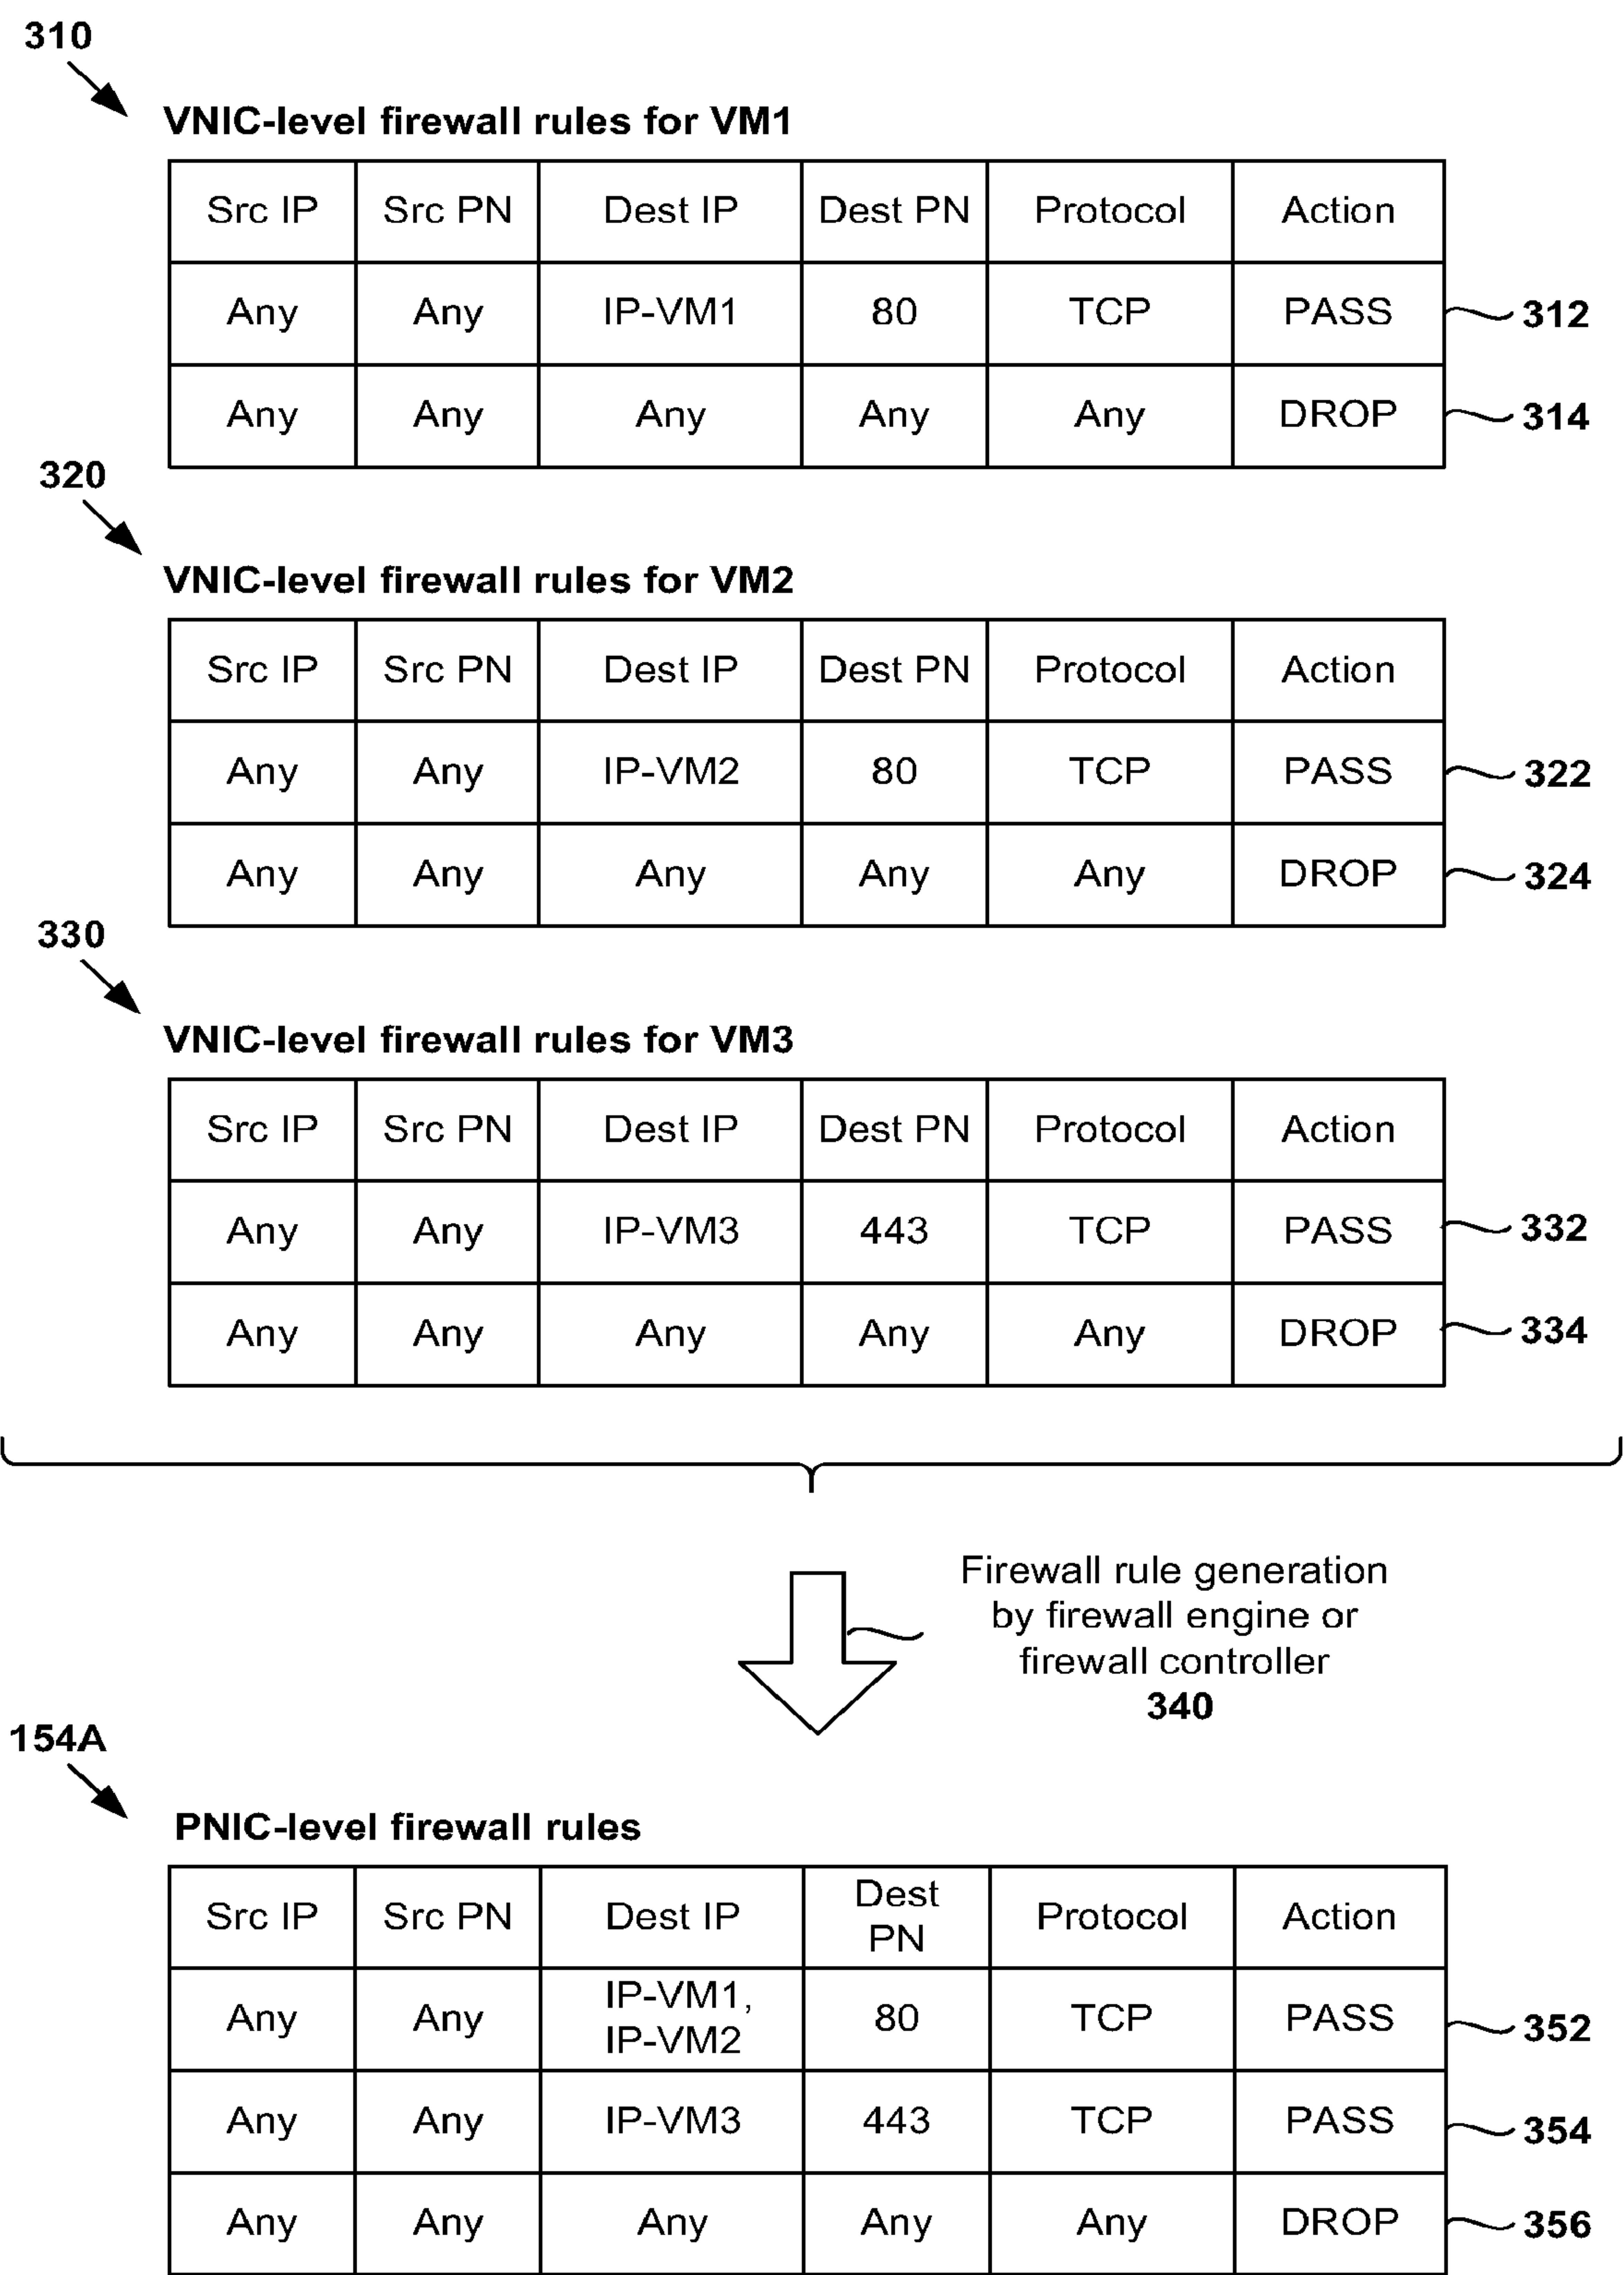 310
VNIC-level firewall rules for VM1
Src IP Src PN Dest IP Dest PN Protocol Action
Any Any IP-VM1 80 TCP PASS 312
Any Any Any Any Any DROP 314
320
VNIC-level firewall rules for VM2
Src IP Src PN Dest IP Dest PN Protocol Action
Any Any IP-VM2 80 TCP PASS 322
Any Any Any Any Any DROP 324
330
VNIC-level firewall rules for VM3
Src IP Src PN Dest IP Dest PN Protocol Action
Any Any IP-VM3 443 TCP PASS 332
Any Any Any Any Any DROP 334
Firewall rule generation
by firewall engine or
firewall controller
340
154A
PNIC-level firewall rules
Src IP Src PN Dest IP Dest PN Protocol Action
Any Any IP-VM1, IP-VM2 80 TCP PASS 352
Any Any IP-VM3 443 TCP PASS 354
Any Any Any Any Any DROP 356